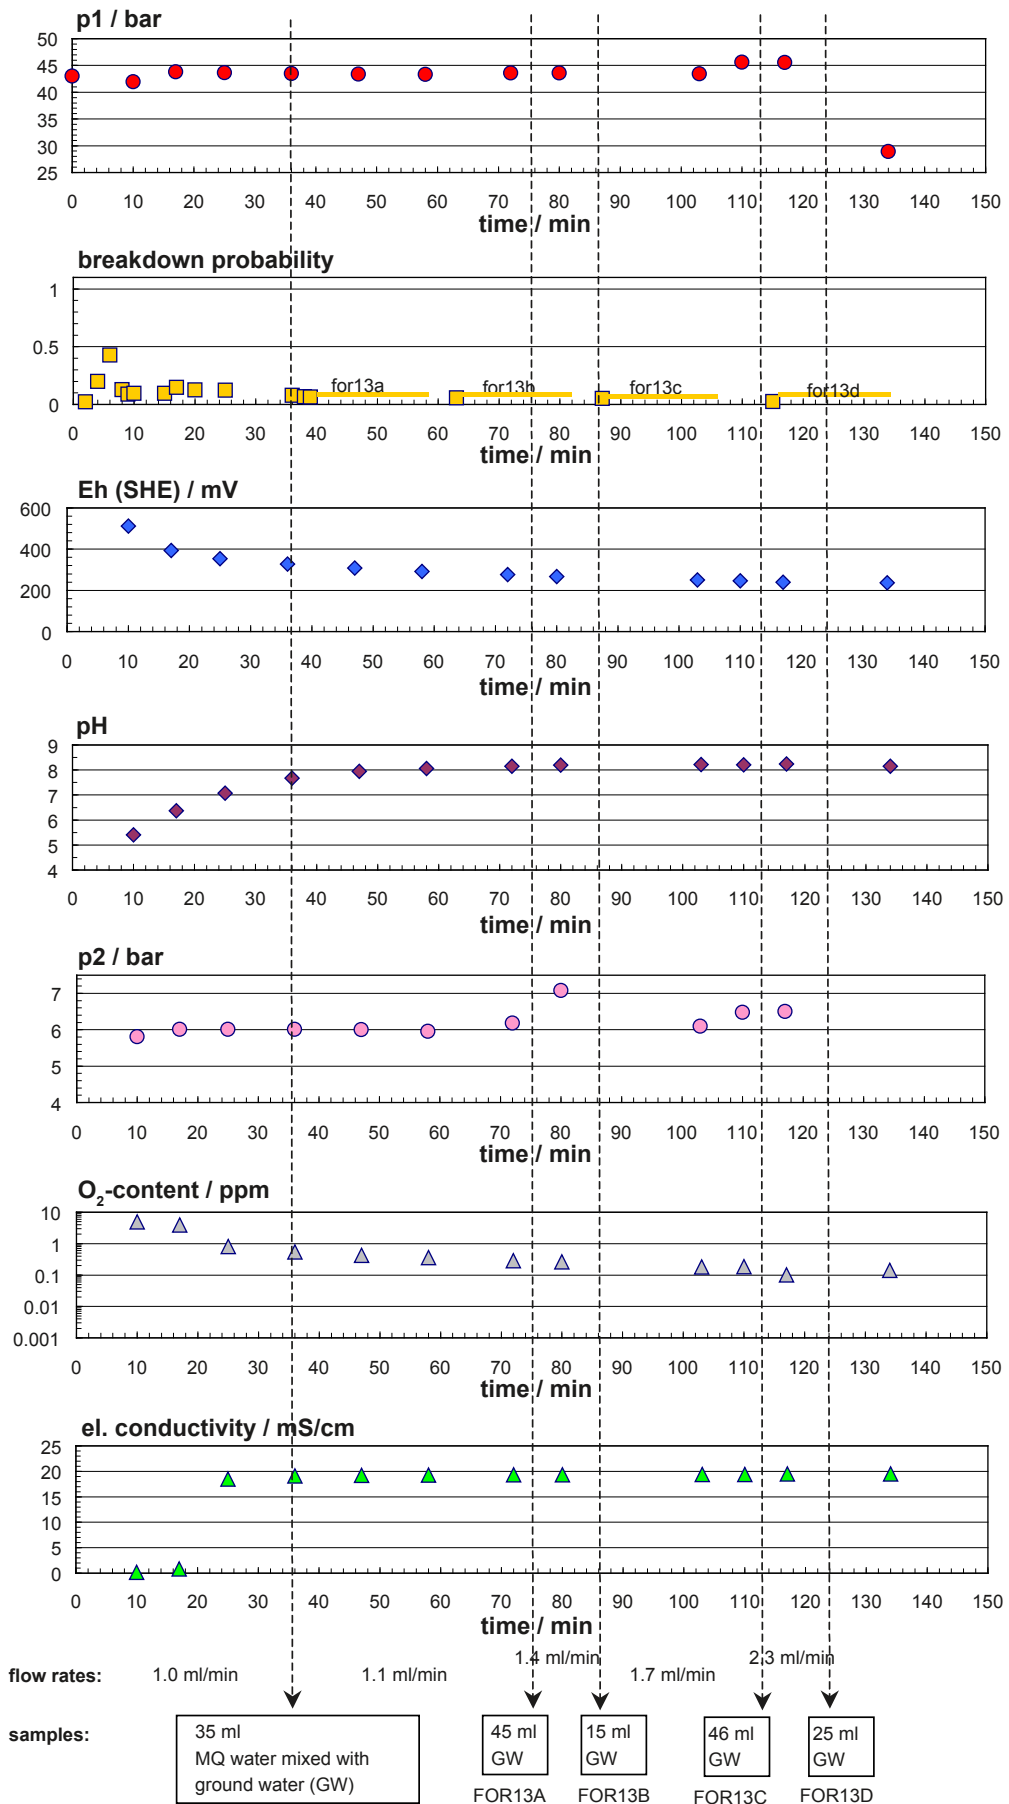 p1 / bar
50
45
40
35
30
25
0 10 20 30 40 50 60 70 80 90 100 110 120 130 140 150
time / min
breakdown probability
1
0.5
0
for13a for13b for13c for13d
0 10 20 30 40 50 60 70 80 90 100 110 120 130 140 150
time / min
Eh (SHE) / mV
600
400
200
0
0 10 20 30 40 50 60 70 80 90 100 110 120 130 140 150
time / min
pH
9
8
7
6
5
4
0 10 20 30 40 50 60 70 80 90 100 110 120 130 140 150
time / min
p2 / bar
7
6
5
4
0 10 20 30 40 50 60 70 80 90 100 110 120 130 140 150
time / min
O2-content / ppm
10
1
0.1
0.01
0.001
0 10 20 30 40 50 60 70 80 90 100 110 120 130 140 150
time / min
el. conductivity / mS/cm
25
20
15
10
5
0
0 10 20 30 40 50 60 70 80 90 100 110 120 130 140 150
time / min
flow rates: 1.0 ml/min 1.1 ml/min 1.4 ml/min 1.7 ml/min 2.3 ml/min
samples:
35 ml
MQ water mixed with
ground water (GW)
45 ml
GW
FOR13A
15 ml
GW
FOR13B
46 ml
GW
FOR13C
25 ml
GW
FOR13D